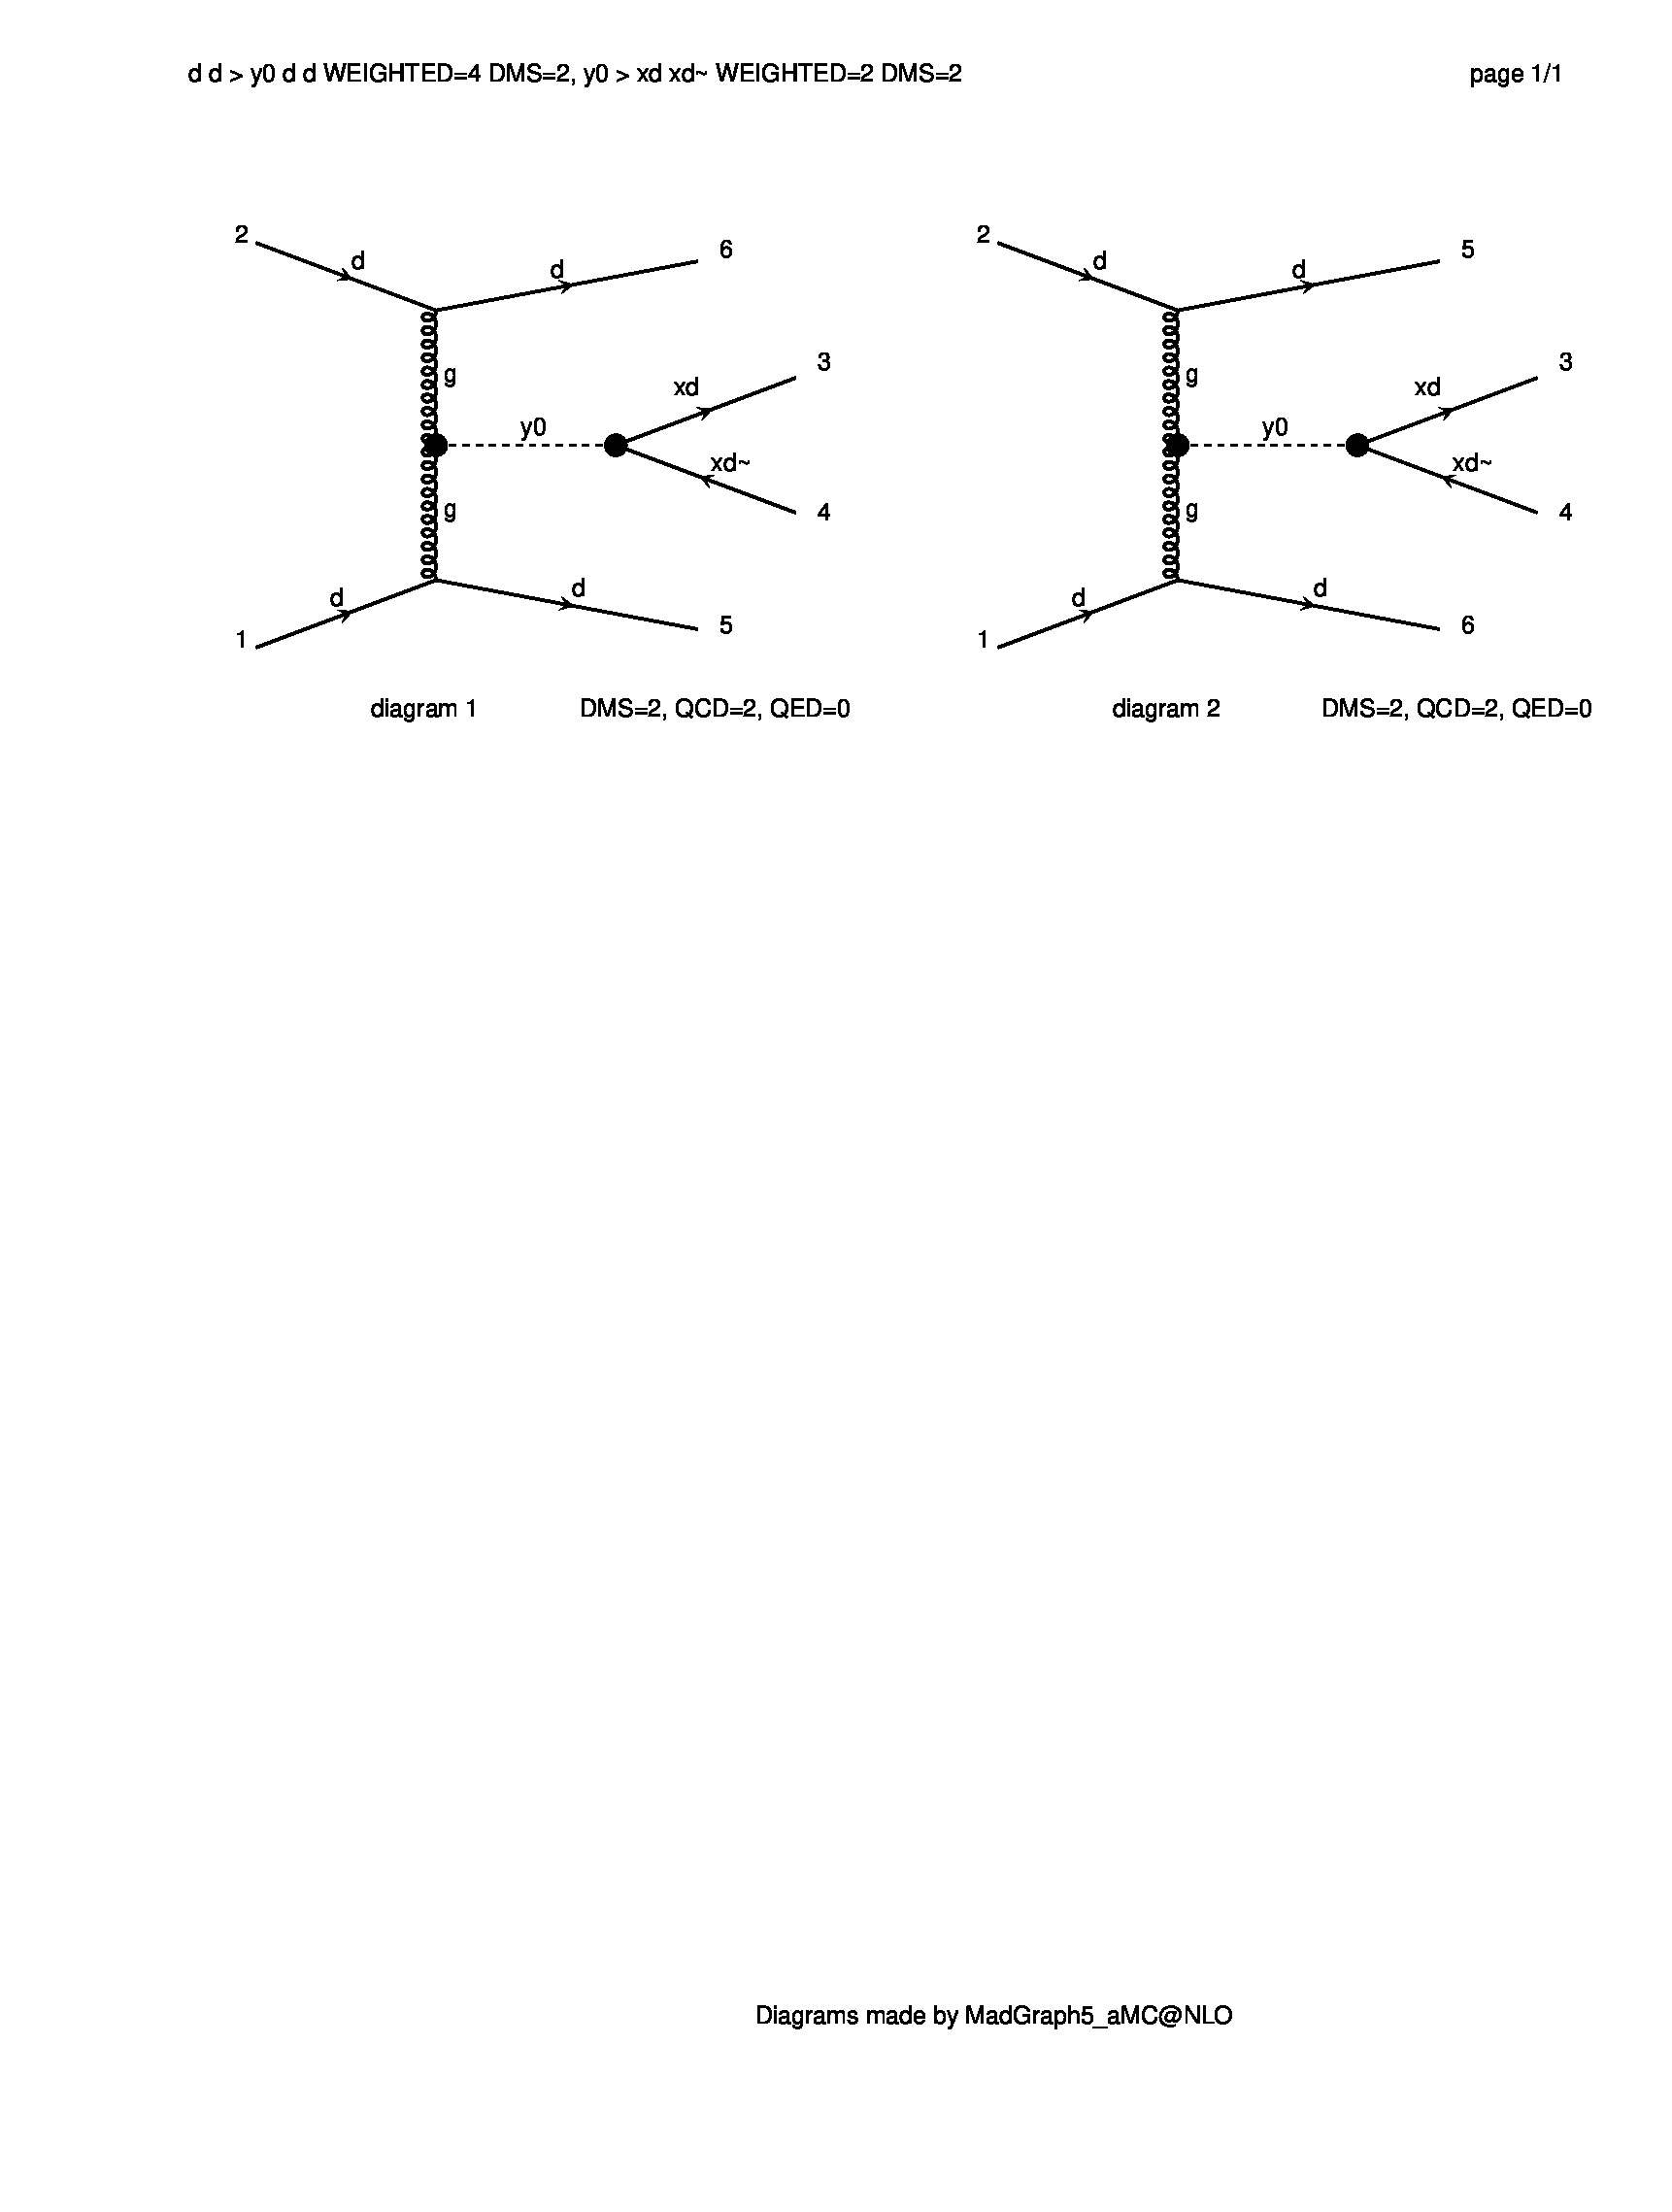 d d > y0 d d WEIGHTED=4 DMS=2, y0 > xd xd~ WEIGHTED=2 DMS=2 page 1/1
2 d d 6
g
3
xd
y0
xd~
g
4
d d
1 5
diagram 1 DMS=2, QCD=2, QED=0
2 d d 5
g
3
xd
y0
xd~
g
4
d d
1 6
diagram 2 DMS=2, QCD=2, QED=0
Diagrams made by MadGraph5_aMC@NLO